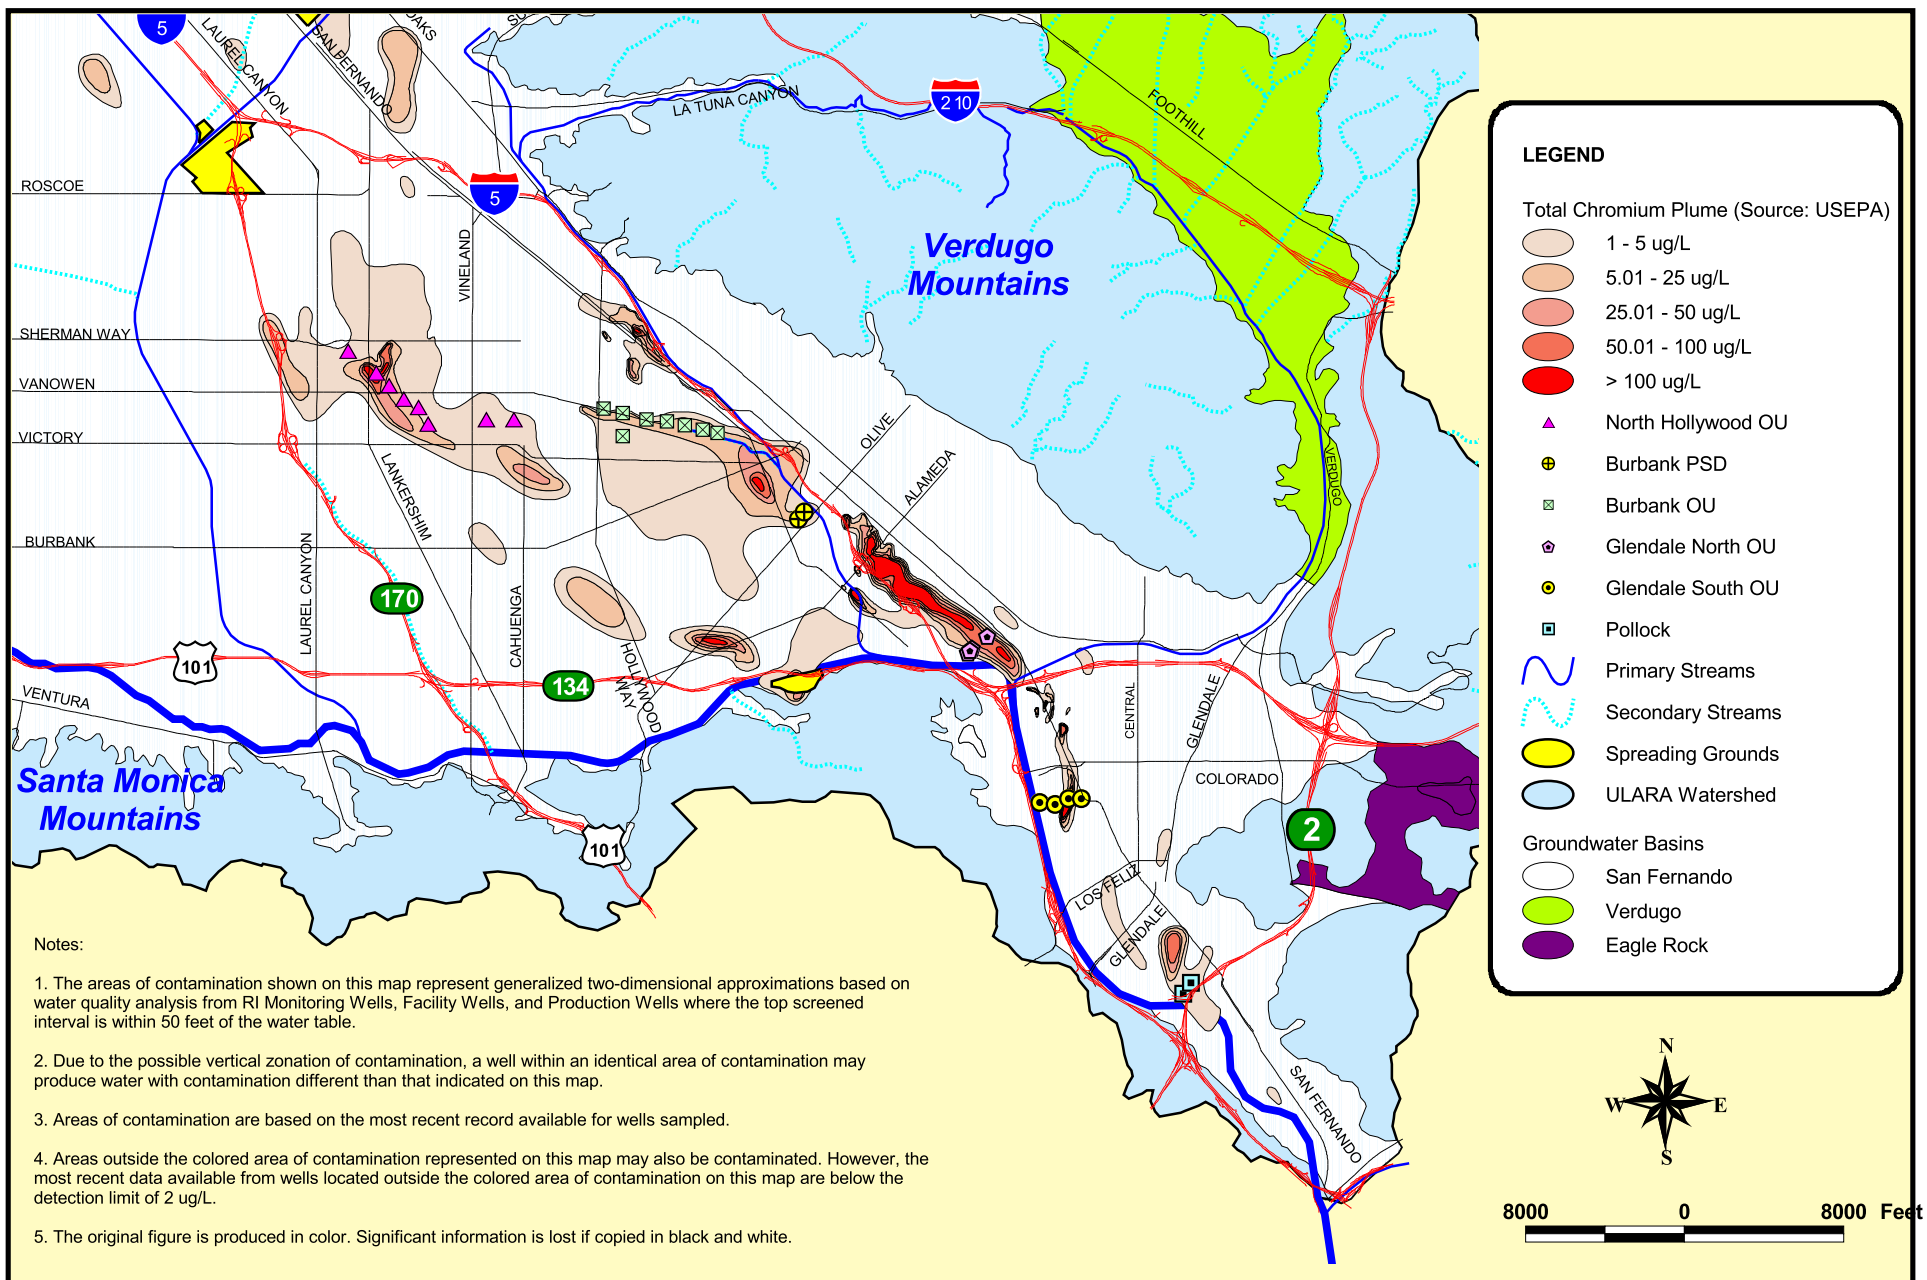 5
LAUREL CANYON
SAN BERNANDO
OAKS
SU
LA TUNA CANYON
2 10
FOOTHILL
ROSCOE
5
VINELAND
Verdugo
Mountains
SHERMAN WAY
VANOWEN
VICTORY
LANKERSHIM
OLIVE
ALAMEDA
VERDUGO
BURBANK
LAUREL CANYON
170
CAHUENGA
HOLLYWOOD
WAY
101
134
VENTURA
CENTRAL
GLENDALE
COLORADO
Santa Monica
Mountains
101
2
LOS FELIZ
GLENDALE
SAN FERNANDO
LEGEND
Total Chromium Plume (Source: USEPA)
1 - 5 ug/L
5.01 - 25 ug/L
25.01 - 50 ug/L
50.01 - 100 ug/L
> 100 ug/L
North Hollywood OU
Burbank PSD
Burbank OU
Glendale North OU
Glendale South OU
Pollock
Primary Streams
Secondary Streams
Spreading Grounds
ULARA Watershed
Groundwater Basins
San Fernando
Verdugo
Eagle Rock
Notes:
1. The areas of contamination shown on this map represent generalized two-dimensional approximations based on
water quality analysis from RI Monitoring Wells, Facility Wells, and Production Wells where the top screened
interval is within 50 feet of the water table.
2. Due to the possible vertical zonation of contamination, a well within an identical area of contamination may
produce water with contamination different than that indicated on this map.
3. Areas of contamination are based on the most recent record available for wells sampled.
4. Areas outside the colored area of contamination represented on this map may also be contaminated. However, the
most recent data available from wells located outside the colored area of contamination on this map are below the
detection limit of 2 ug/L.
5. The original figure is produced in color. Significant information is lost if copied in black and white.
N
W E
S
8000 0 8000 Feet